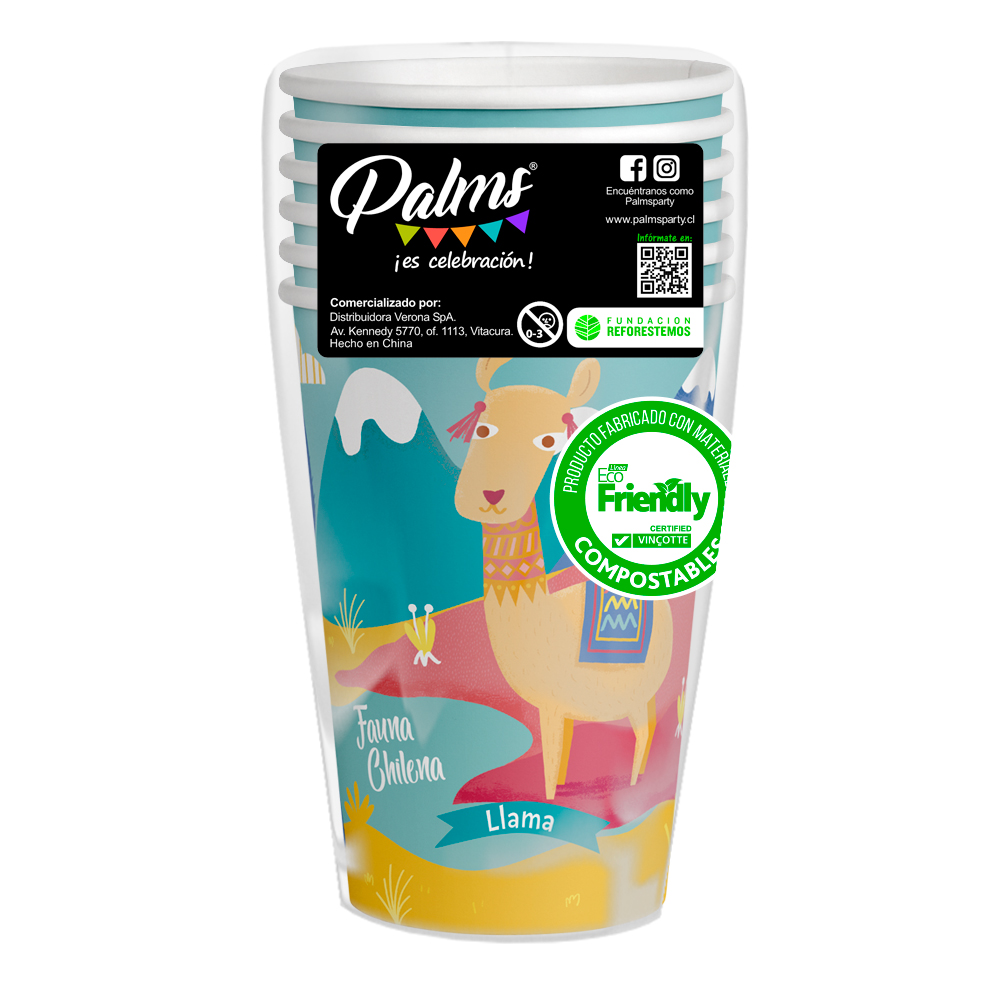 Palms®
¡es celebración!
Encuéntranos como
Palmsparty
www.palmsparty.cl
Infórmate en:
Comercializado por:
Distribuidora Verona SpA.
Av. Kennedy 5770, of. 1113, Vitacura.
Hecho en China
0-3
FUNDACION
REFORESTEMOS
PRODUCTO FABRICADO CON MATERIALE
Línea
Eco
Friendly
CERTIFIED
VINÇOTTE
COMPOSTABLES
Fauna
Chilena
Llama